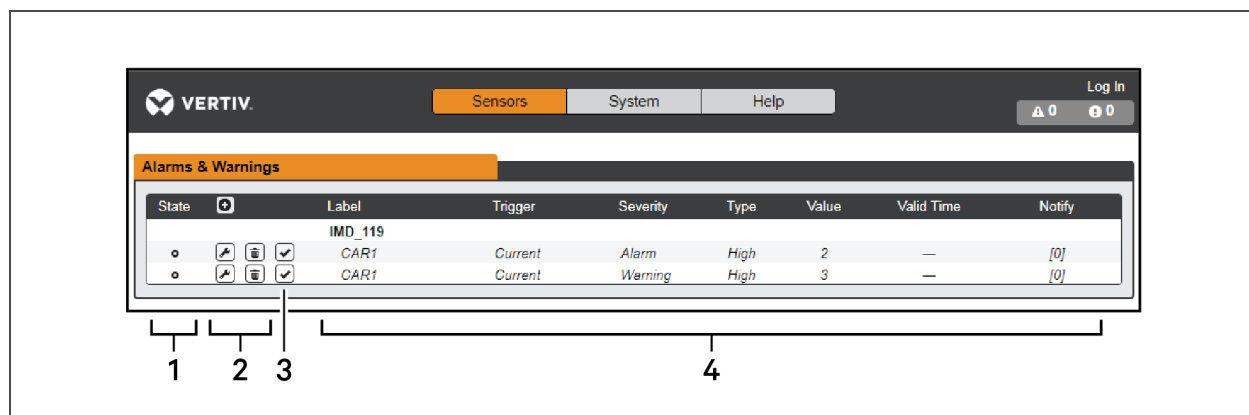 VERTIV.
Sensors System Help
Log In
0 0
Alarms & Warnings
State Label Trigger Severity Type Value Valid Time Notify
IMD_119
CAR1 Current Alarm High 2 — [0]
CAR1 Current Warning High 3 — [0]
1 2 3 4